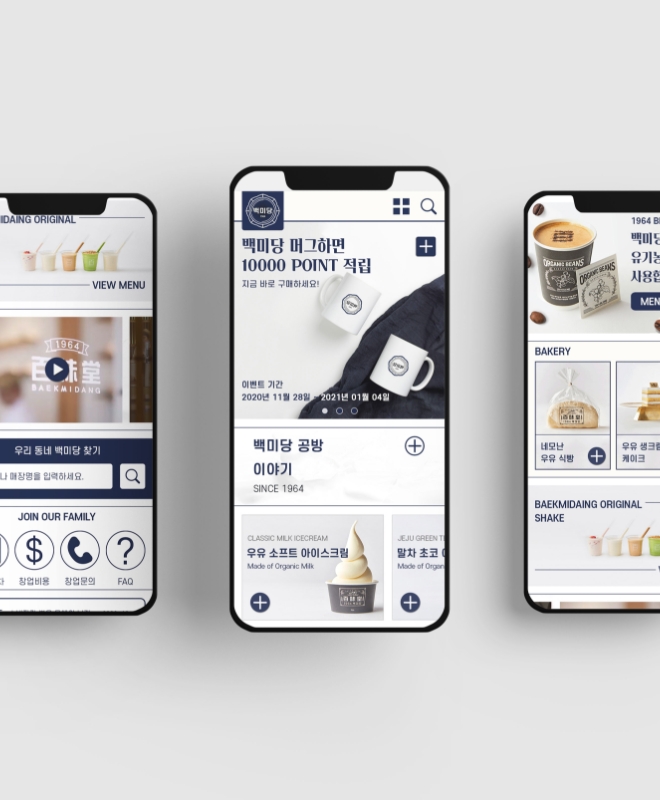 MIDAING ORIGINAL
VIEW MENU
1964
百味堂
BAEKMIDANG
우리 동네 백미당 찾기
나 매장명을 입력하세요.
JOIN OUR FAMILY
창업비용
창업문의
FAQ
백미당
백미당 머그하면
10000 POINT 적립
지금 바로 구매하세요!
이벤트 기간
2020년 11월 28일 - 2021년 01월 04일
백미당 공방
이야기
SINCE 1964
CLASSIC MILK ICECREAM
우유 소프트 아이스크림
Made of Organic Milk
JEJU GREEN
말차 초코
Made of Organ
1964
백미당
유기농
사용합
MEN
ORGANIC BEANS
ORGANIC BEANS
BAKERY
네모난
우유 식빵
우유 생크림
케이크
BAEKMIDAING ORIGINAL
SHAKE